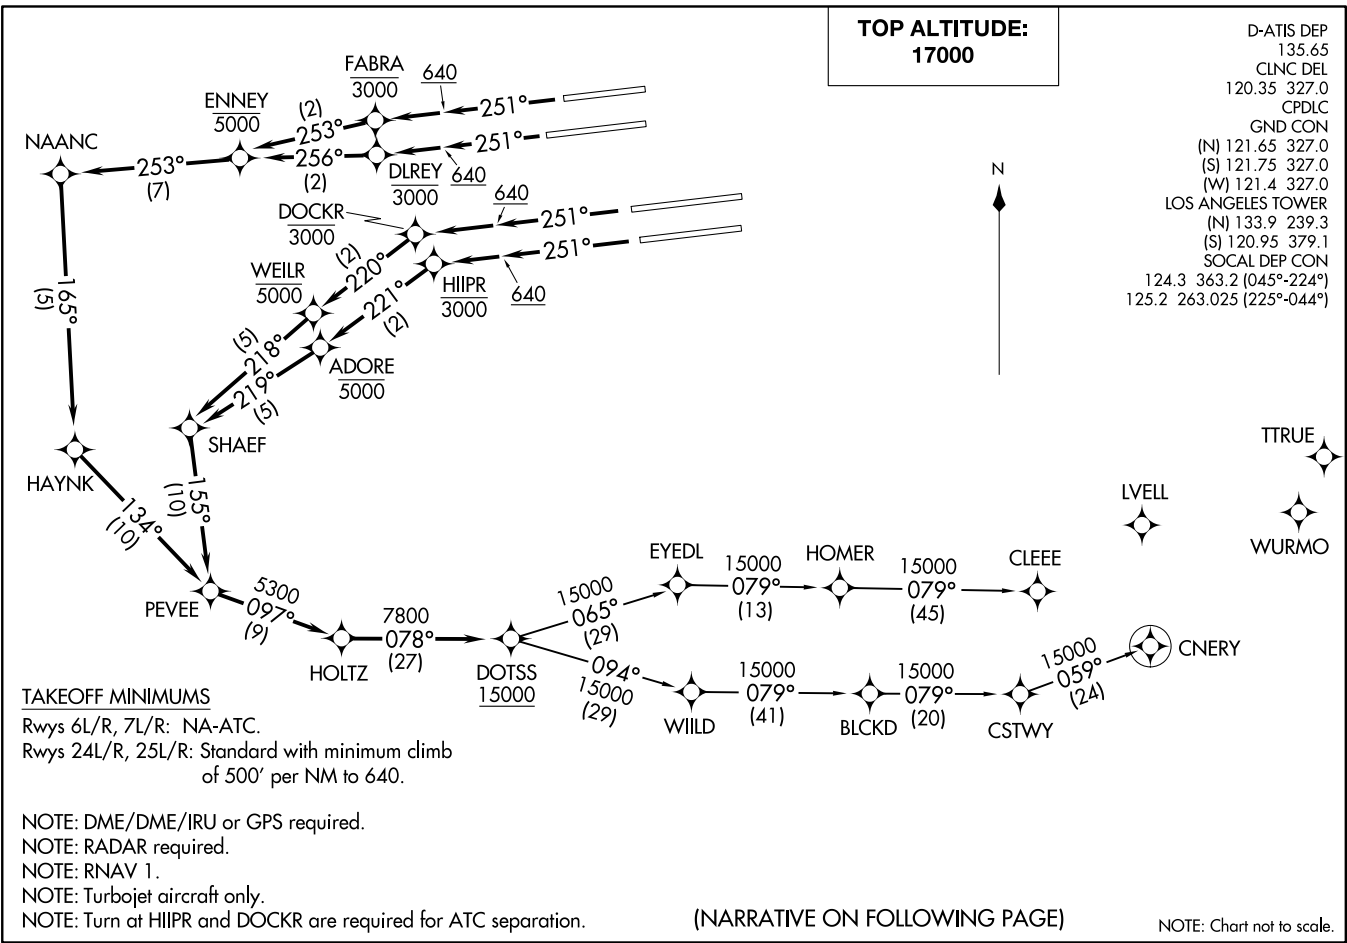 TOP ALTITUDE:
17000
D-ATIS DEP
135.65
CLNC DEL
120.35 327.0
CPDLC
GND CON
(N) 121.65 327.0
(S) 121.75 327.0
(W) 121.4 327.0
LOS ANGELES TOWER
(N) 133.9 239.3
(S) 120.95 379.1
SOCAL DEP CON
124.3 363.2 (045°-224°)
125.2 263.025 (225°-044°)
FABRA
3000
640
251°
ENNEY
5000
(2)
253°
251°
NAANC
253°
(7)
256°
(2)
DLREY
3000
640
640
DOCKR
3000
251°
(2)
220°
251°
WEILR
5000
HIIPR
3000
640
221°
(2)
N
165°
(5)
(5)
218°
ADORE
5000
219°
(5)
SHAEF
HAYNK
155°
(10)
134°
(10)
TTRUE
LVELL
WURMO
PEVEE
5300
097°
(9)
HOLTZ
7800
078°
(27)
DOTSS
15000
15000
065°
(29)
EYEDL
15000
079°
(13)
HOMER
15000
079°
(45)
CLEEE
094°
15000
(29)
WIILD
15000
079°
(41)
BLCKD
15000
079°
(20)
CSTWY
15000
059°
(24)
CNERY
TAKEOFF MINIMUMS
Rwys 6L/R, 7L/R: NA-ATC.
Rwys 24L/R, 25L/R: Standard with minimum climb
of 500' per NM to 640.
NOTE: DME/DME/IRU or GPS required.
NOTE: RADAR required.
NOTE: RNAV 1.
NOTE: Turbojet aircraft only.
NOTE: Turn at HIIPR and DOCKR are required for ATC separation.
(NARRATIVE ON FOLLOWING PAGE)
NOTE: Chart not to scale.